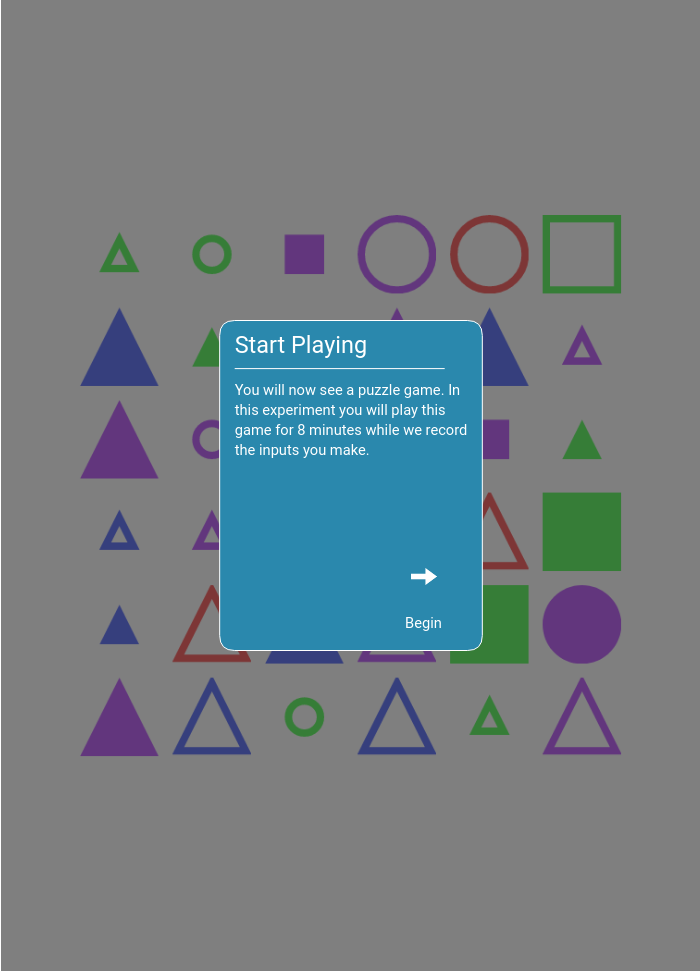 Start Playing
You will now see a puzzle game. In
this experiment you will play this
game for 8 minutes while we record
the inputs you make.
Begin